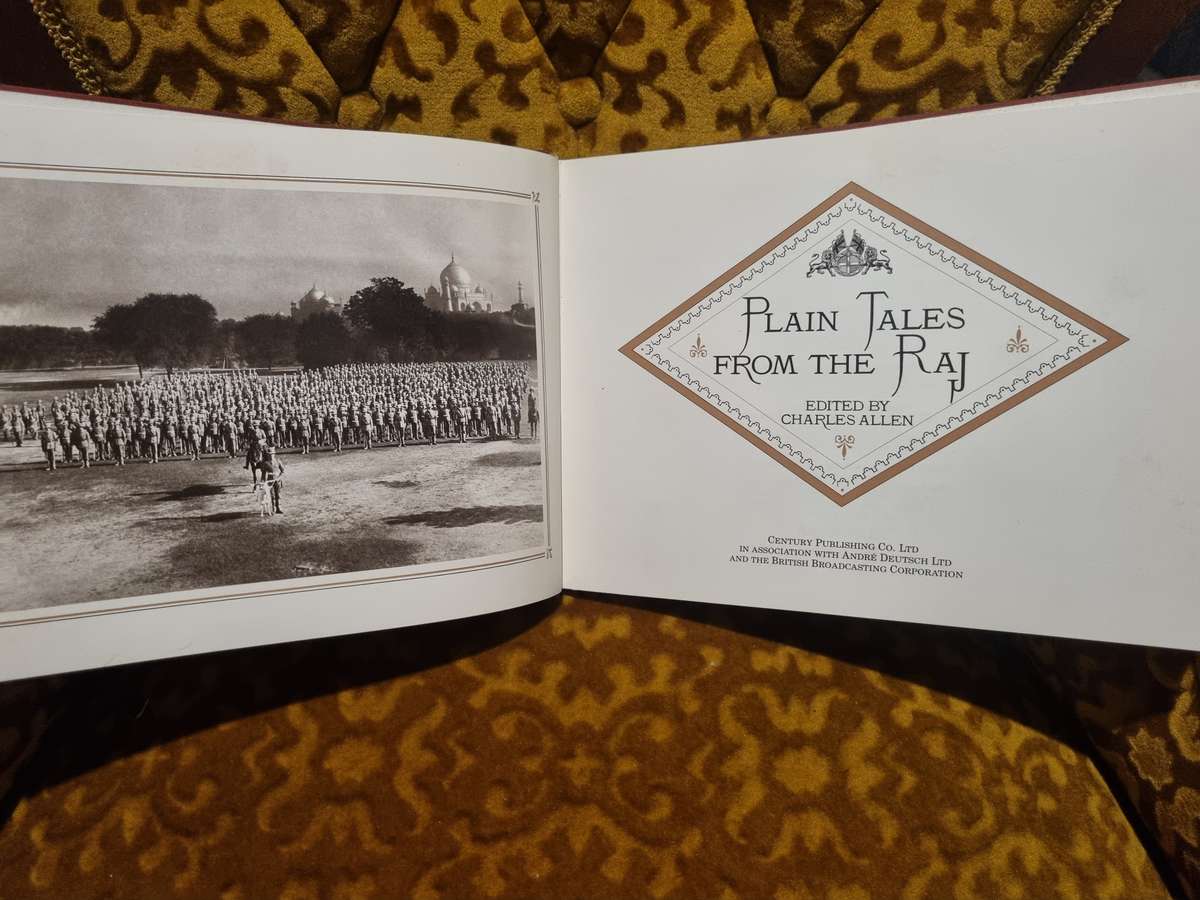 PLAIN TALES
FROM THE RAJ
EDITED BY
CHARLES ALLEN
CENTURY PUBLISHING CO. LTD
IN ASSOCIATION WITH ANDRÉ DEUTSCH LTD
AND THE BRITISH BROADCASTING CORPORATION